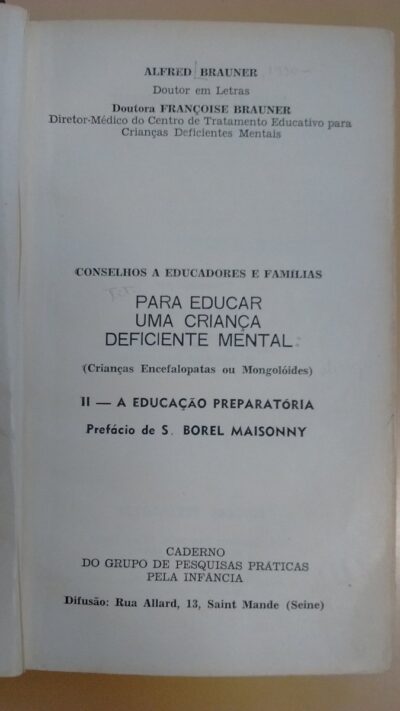 ALFRED BRAUNER
Doutor em Letras
Doutora FRANÇOISE BRAUNER
Diretor-Médico do Centro de Tratamento Educativo para
Crianças Deficientes Mentais
CONSELHOS A EDUCADORES E FAMÍLIAS
PARA EDUCAR
UMA CRIANÇA
DEFICIENTE MENTAL
(Crianças Encefalopatas ou Mongolóides)
II — A EDUCAÇÃO PREPARATÓRIA
Prefácio de S. BOREL MAISONNY
CADERNO
DO GRUPO DE PESQUISAS PRÁTICAS
PELA INFÂNCIA
Difusão: Rua Allard, 13, Saint Mande (Seine)